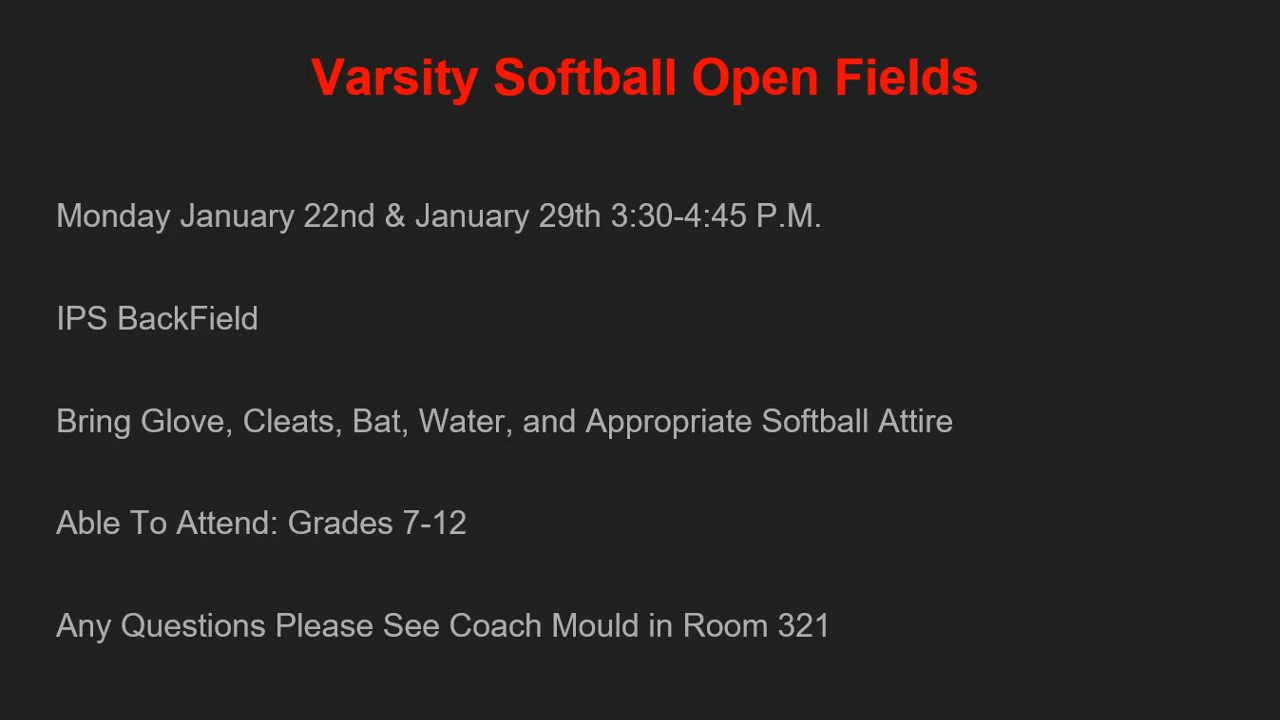 Varsity Softball Open Fields
Monday January 22nd & January 29th 3:30-4:45 P.M.
IPS BackField
Bring Glove, Cleats, Bat, Water, and Appropriate Softball Attire
Able To Attend: Grades 7-12
Any Questions Please See Coach Mould in Room 321